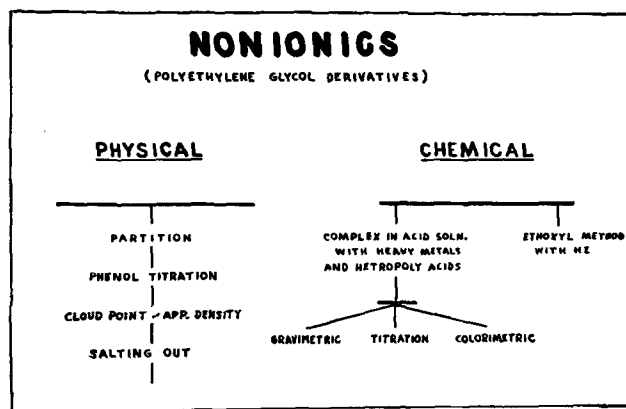 NONIONICS
(POLYETHYLENE GLYCOL DERIVATIVES)
PHYSICAL
PARTITION
PHENOL TITRATION
CLOUD POINT - APP. DENSITY
SALTING OUT
CHEMICAL
COMPLEX IN ACID SOLN.
WITH HEAVY METALS
AND HETROPOLY ACIDS
GRAVIMETRIC TITRATION COLORIMETRIC
ETHOXYL METHOD
WITH HI